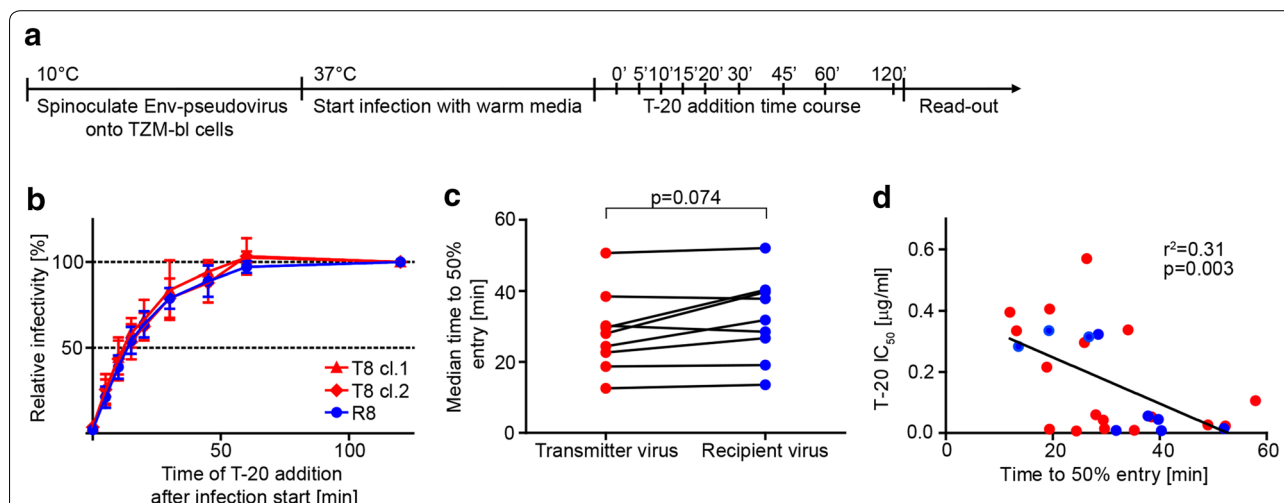 a
10°C
37°C
0' 5' 10' 15' 20' 30' 45' 60' 120'
Spinoculate Env-pseudovirus
onto TZM-bl cells
Start infection with warm media
T-20 addition time course
Read-out
b
Relative infectivity [%]
100
50
T8 cl.1
T8 cl.2
R8
50
100
Time of T-20 addition
after infection start [min]
c
p=0.074
Median time to 50%
entry [min]
60
40
20
0
Transmitter virus
Recipient virus
d
r²=0.31
p=0.003
T-20 IC₅₀ [µg/ml]
0.6
0.4
0.2
0.0
0
20
40
60
Time to 50% entry [min]